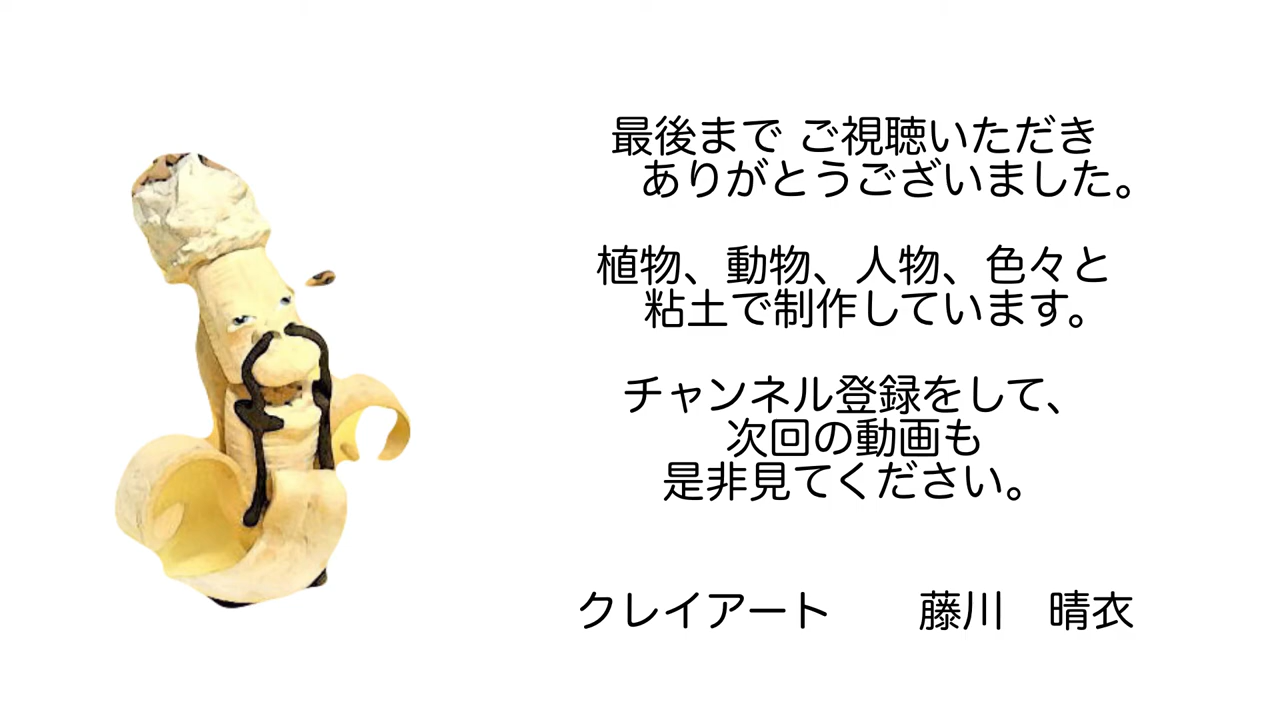 最後まで ご視聴いただき
ありがとうございました。
植物、動物、人物、色々と
粘土で制作しています。
チャンネル登録をして、
次回の動画も
是非見てください。
クレイアート　　藤川　晴衣